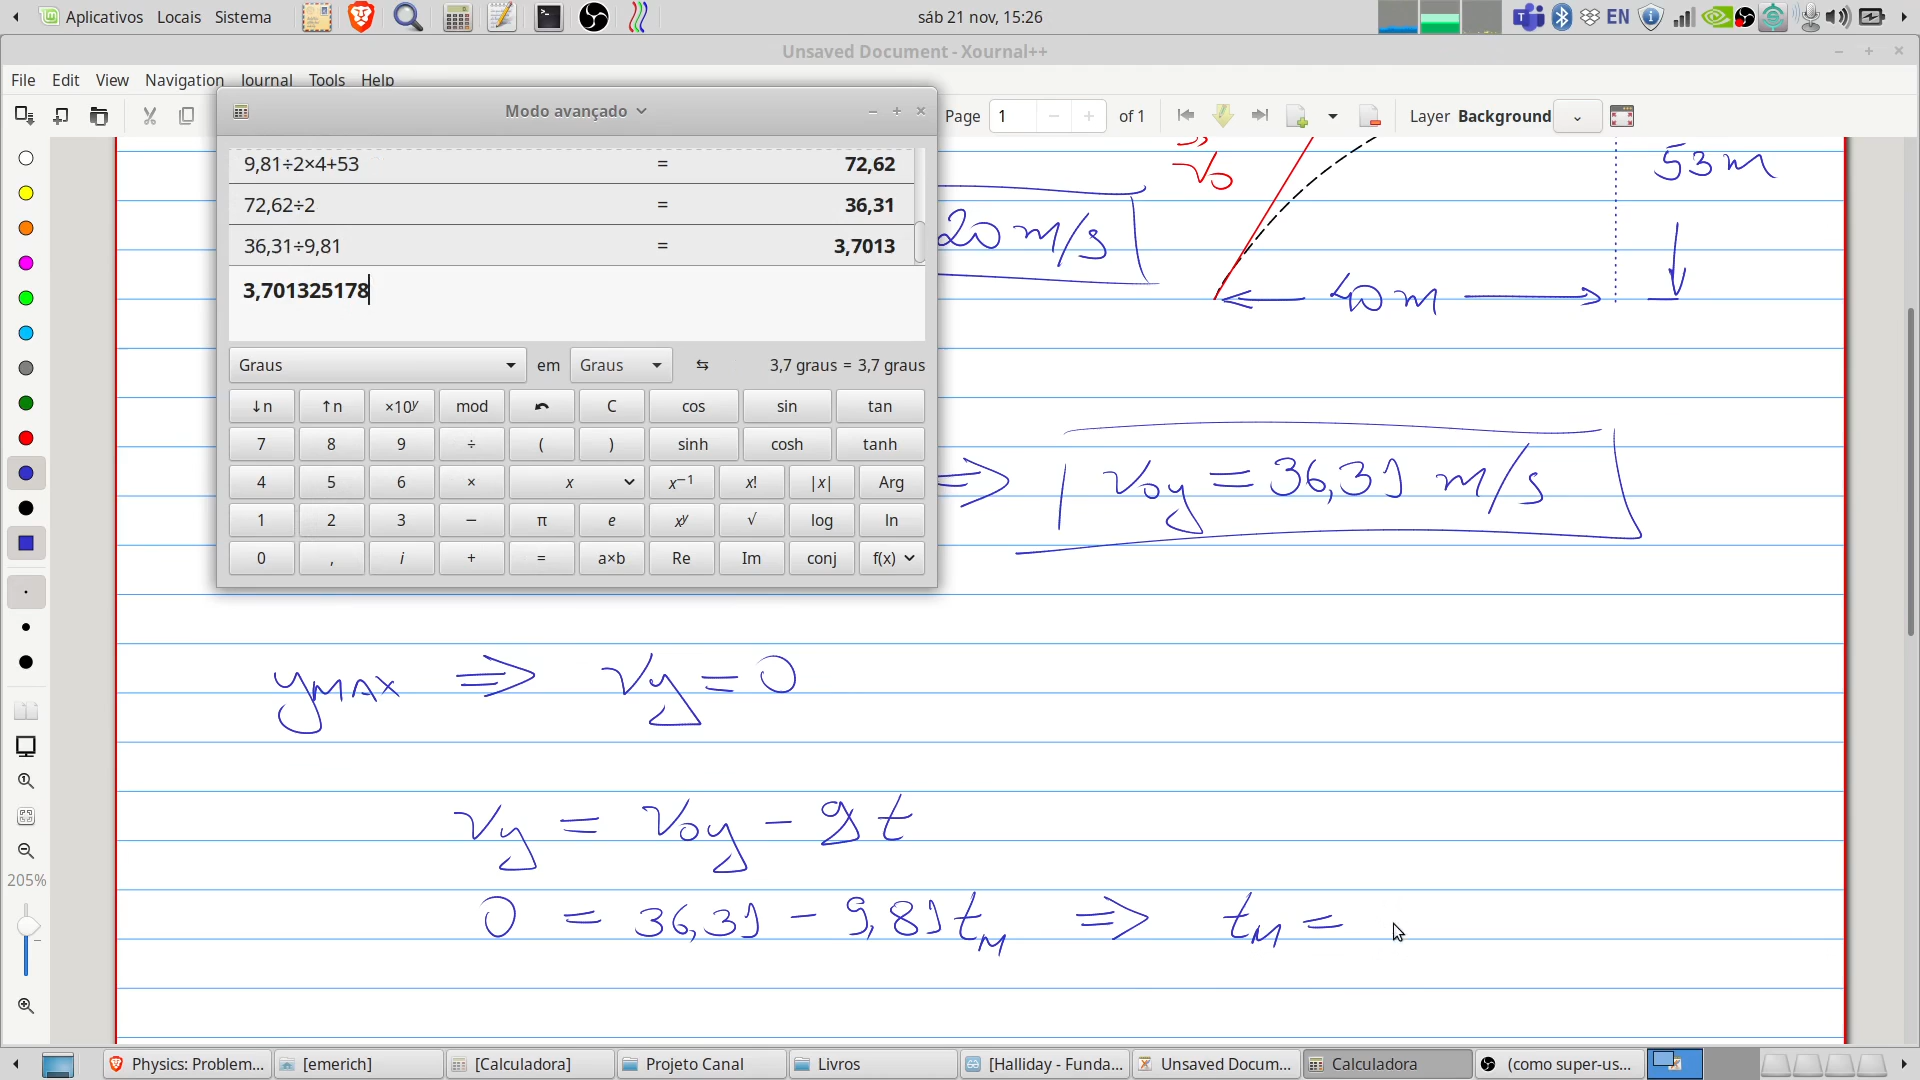 Aplicativos Locais Sistema
sáb 21 nov, 15:26
EN
Unsaved Document - Xournal++
File Edit View Navigation Journal Tools Help
Modo avançado
Page 1 of 1 Layer Background
9,81÷2×4+53 = 72,62
72,62÷2 = 36,31
36,31÷9,81 = 3,7013
3,701325178
Graus em Graus 3,7 graus = 3,7 graus
↓n ↑n ×10^y mod C cos sin tan
7 8 9 ÷ ( ) sinh cosh tanh
4 5 6 × x x⁻¹ x! |x| Arg
1 2 3 − π e x^y √ log ln
0 , i + = a×b Re Im conj f(x)
v0
53 m
20 m/s
40 m
⇒ v0y = 36,31 m/s
yMAX ⇒ vy = 0
vy = v0y − g t
0 = 36,31 − 9,81 tM ⇒ tM =
205%
Physics: Problem... [emerich] [Calculadora] Projeto Canal Livros [Halliday - Funda... Unsaved Docum... Calculadora (como super-us...